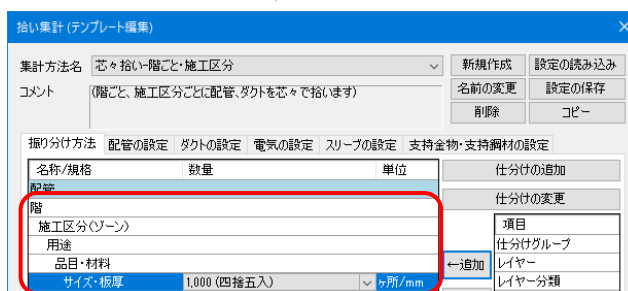 拾い集計 (テンプレート編集)
集計方法名 芯々拾い-階ごと・施工区分 新規作成 設定の読み込み
コメント (階ごと、施工区分ごとに配管、ダクトを芯々で拾います) 名前の変更 設定の保存
削除 コピー
振り分け方法 配管の設定 ダクトの設定 電気の設定 スリーブの設定 支持金物・支持鋼材の設定
名称/規格 数量 単位 仕分けの追加
配管
仕分けの変更
階
施工区分(ゾーン) 項目
用途 仕分けグループ
品目・材料 ←追加 レイヤー
サイズ・板厚 1,000 (四捨五入) ヶ所/mm レイヤー分類